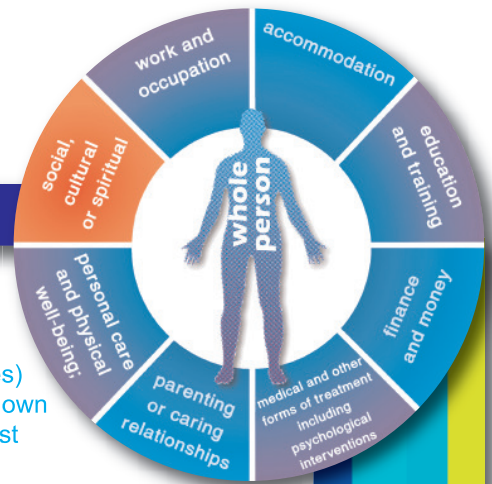 work and
occupation
accommodation
education
and training
finance
and money
medical and other
forms of treatment
including
psychological
interventions
parenting
or caring
relationships
personal care
and physical
well-being;
social,
cultural
or spiritual
whole
person
own
st